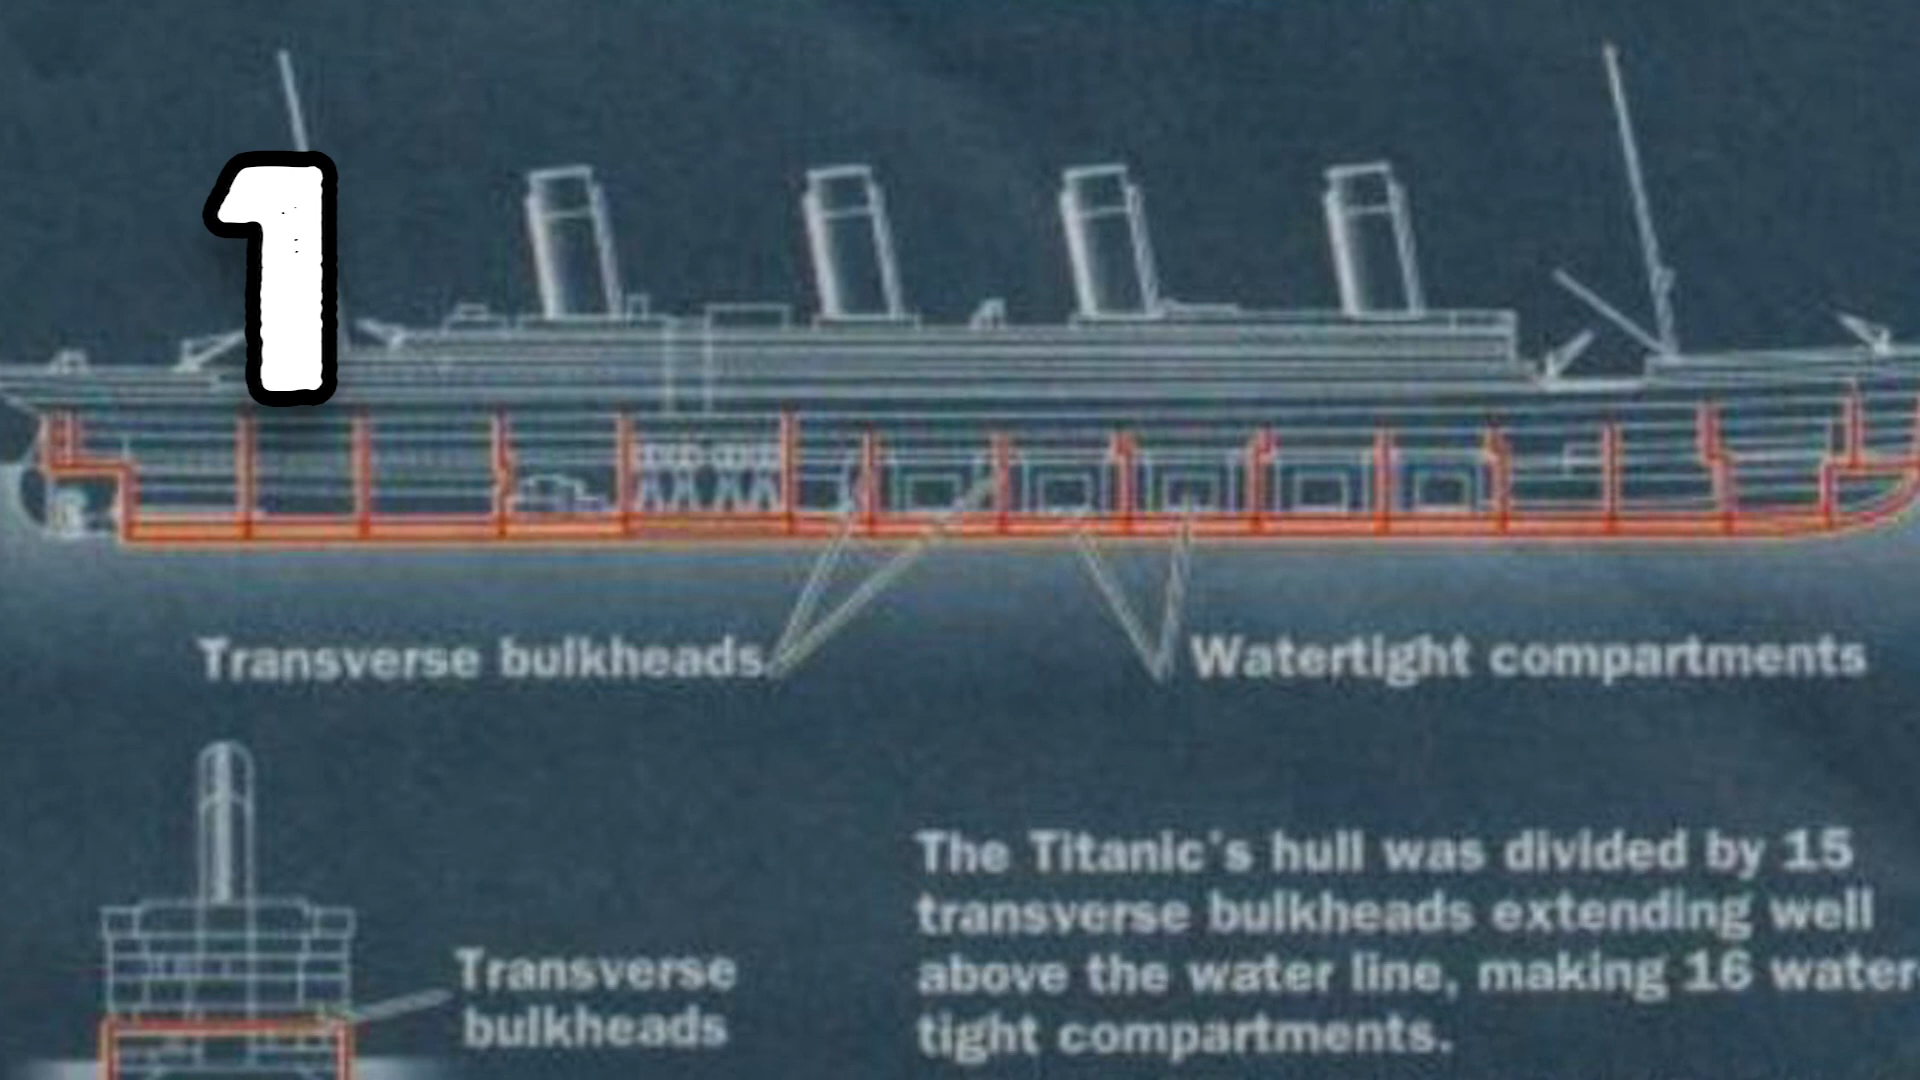 1
Transverse bulkheads
Watertight compartments
Transverse
bulkheads
The Titanic's hull was divided by 15
transverse bulkheads extending well
above the water line, making 16 water-
tight compartments.